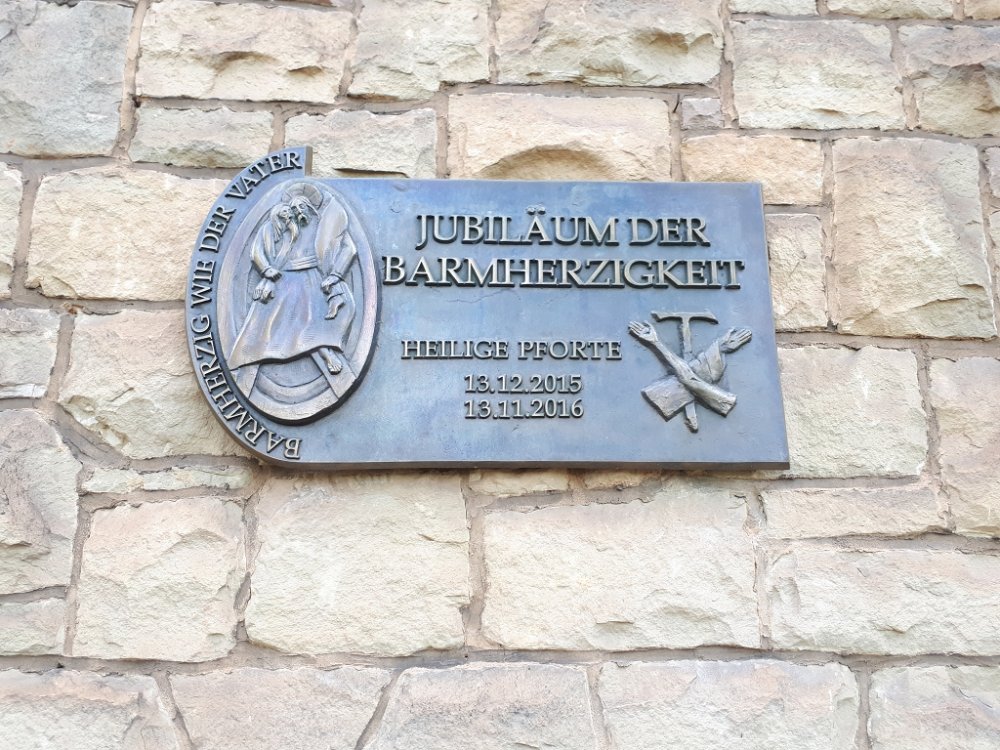 BARMHERZIG WIE DER VATER
JUBILÄUM DER
BARMHERZIGKEIT
HEILIGE PFORTE
13.12.2015
13.11.2016